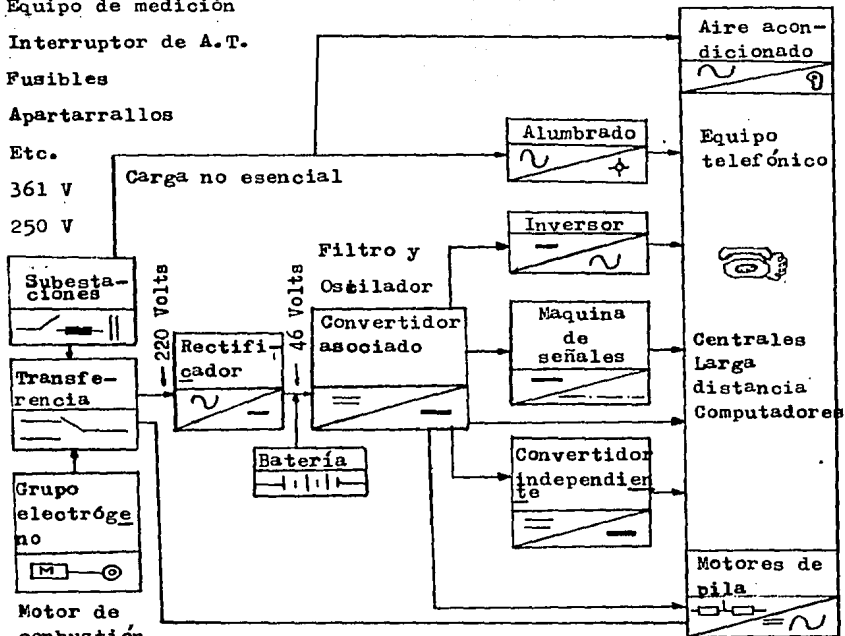 Equipo de medición
Interruptor de A.T.
Fusibles
Apartarrallos
Etc.
361 V
250 V
Carga no esencial
Aire acon-
dicionado
Alumbrado
Equipo
telefónico
Inversor
Filtro y
Oscilador
Subesta-
ciones
220 Volts
46 Volts
Rectifi-
cador
Convertidor
asociado
Maquina
de
señales
Centrales
Larga
distancia
Computadores
Transfe-
rencia
Batería
Convertidor
independien
te
Grupo
electróge
no
M
Motores de
pila
Motor de
combustión